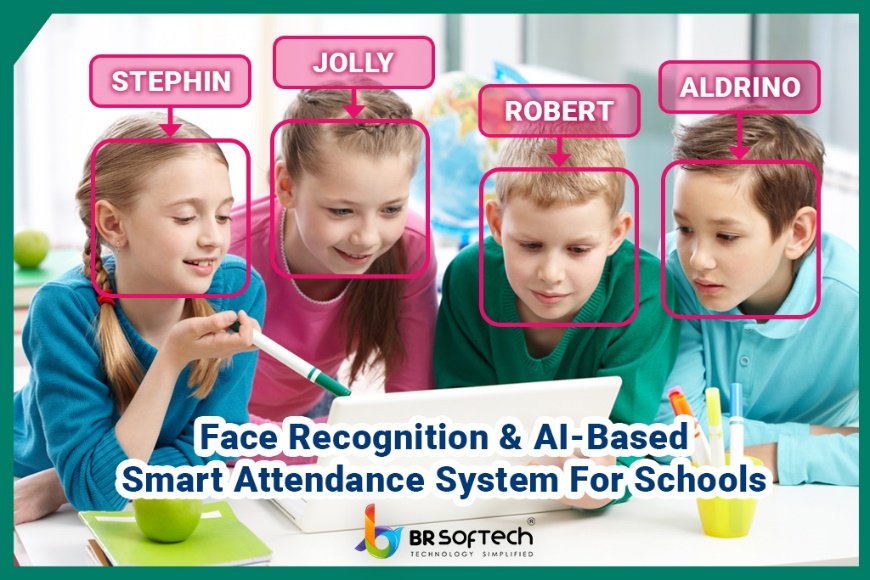 STEPHIN
JOLLY
ROBERT
ALDRINO
Face Recognition & AI-Based
Smart Attendance System For Schools
BR SOFTECH®
TECHNOLOGY SIMPLIFIED